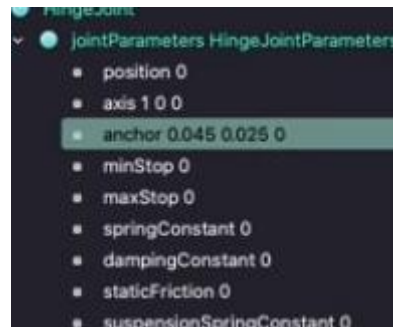 HingeJoint
jointParameters HingeJointParameters
position 0
axis 1 0 0
anchor 0.045 0.025 0
minStop 0
maxStop 0
springConstant 0
dampingConstant 0
staticFriction 0
suspensionSpringConstant 0